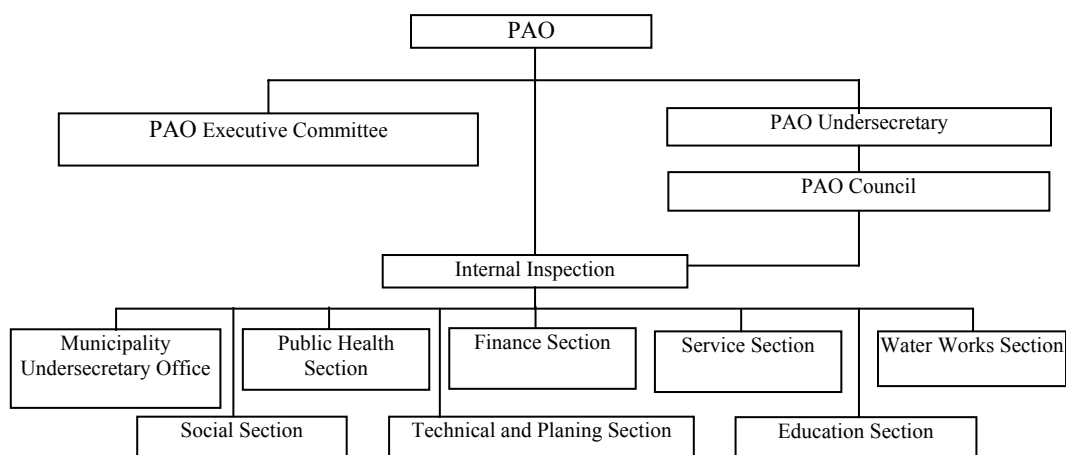 PAO
PAO Executive Committee
PAO Undersecretary
PAO Council
Internal Inspection
Municipality
Undersecretary Office
Public Health
Section
Finance Section
Service Section
Water Works Section
Social Section
Technical and Planing Section
Education Section